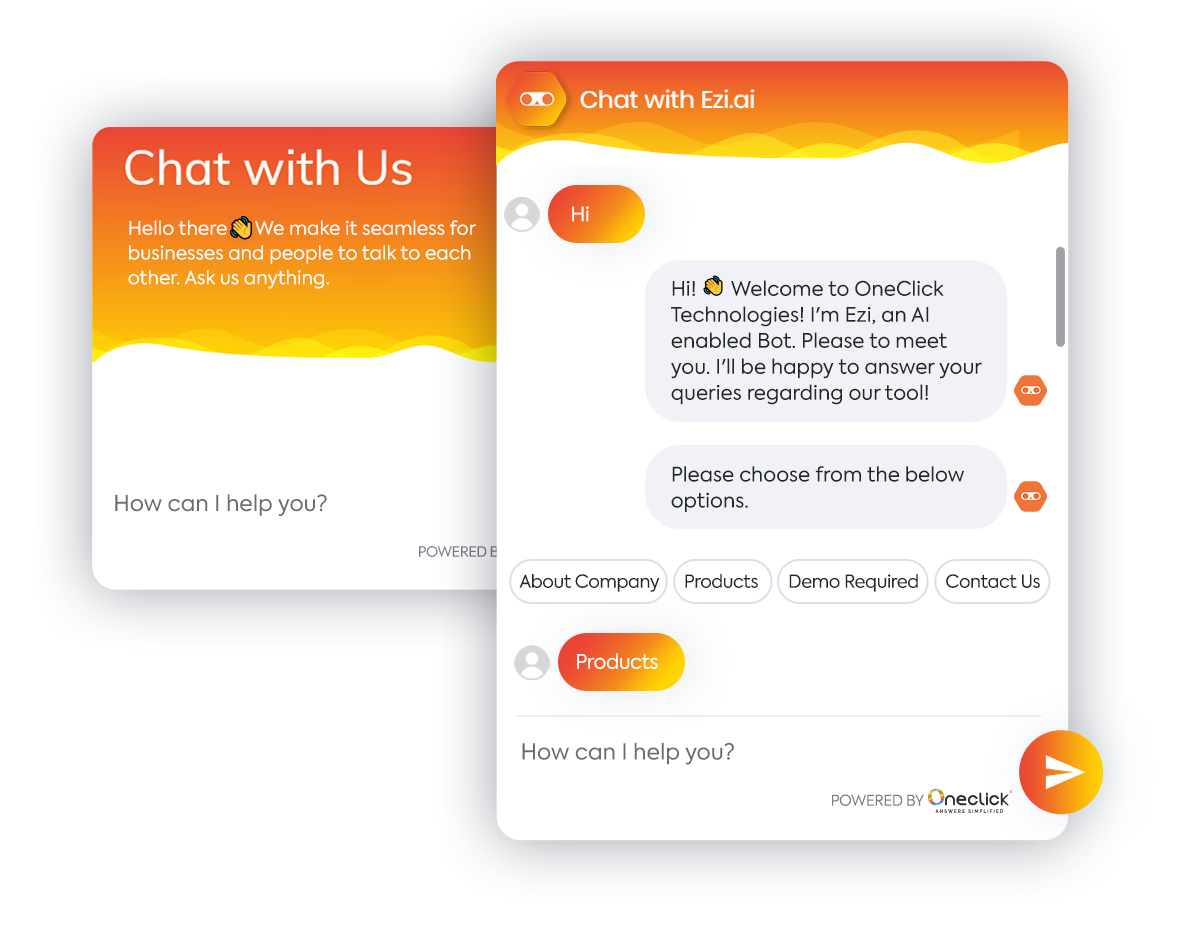 Chat with Us
Hello there👋We make it seamless for
businesses and people to talk to each
other. Ask us anything.
How can I help you?
POWERED B
Chat with Ezi.ai
Hi
Hi! 👋 Welcome to OneClick
Technologies! I'm Ezi, an AI
enabled Bot. Please to meet
you. I'll be happy to answer your
queries regarding our tool!
Please choose from the below
options.
About Company Products Demo Required Contact Us
Products
How can I help you?
POWERED BY Oneclick
ANSWERS SIMPLIFIED